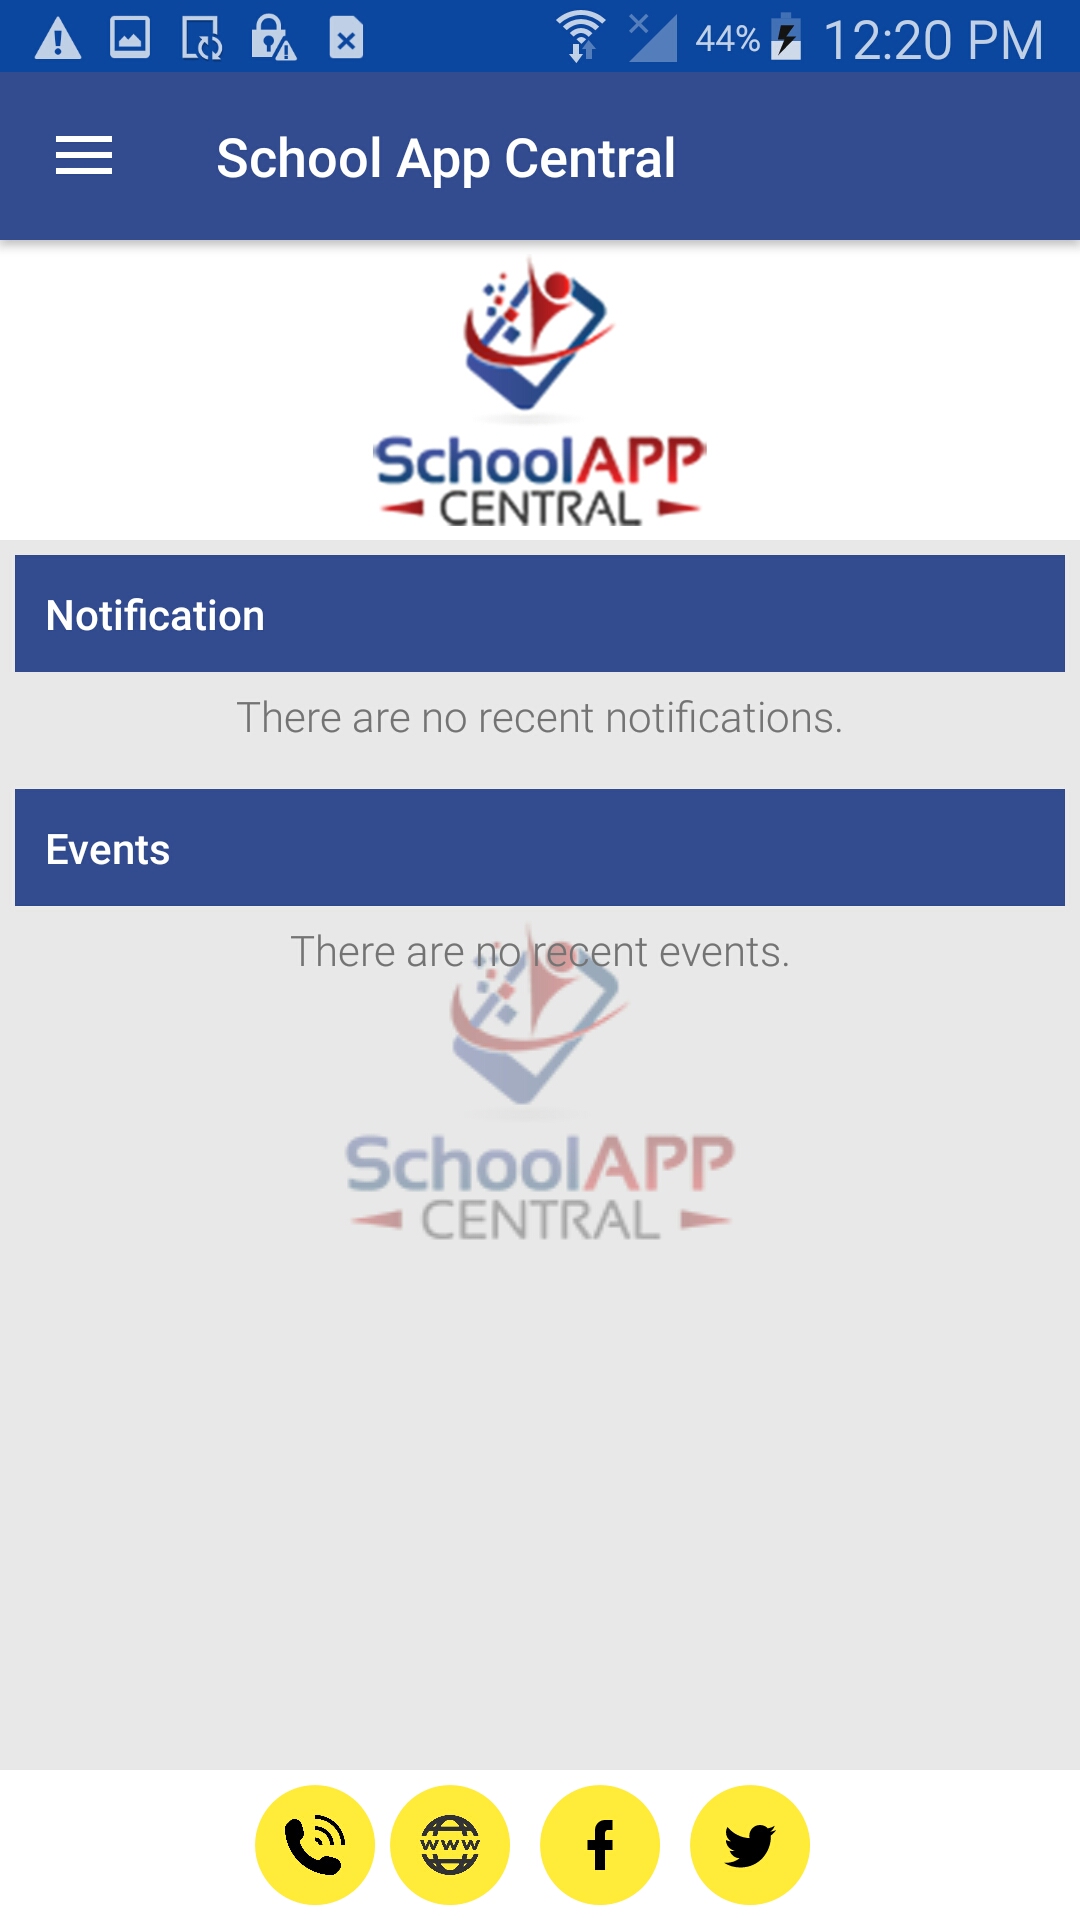 44% 12:20 PM
School App Central
SchoolAPP
CENTRAL
Notification
There are no recent notifications.
Events
There are no recent events.
SchoolAPP
CENTRAL
WWW